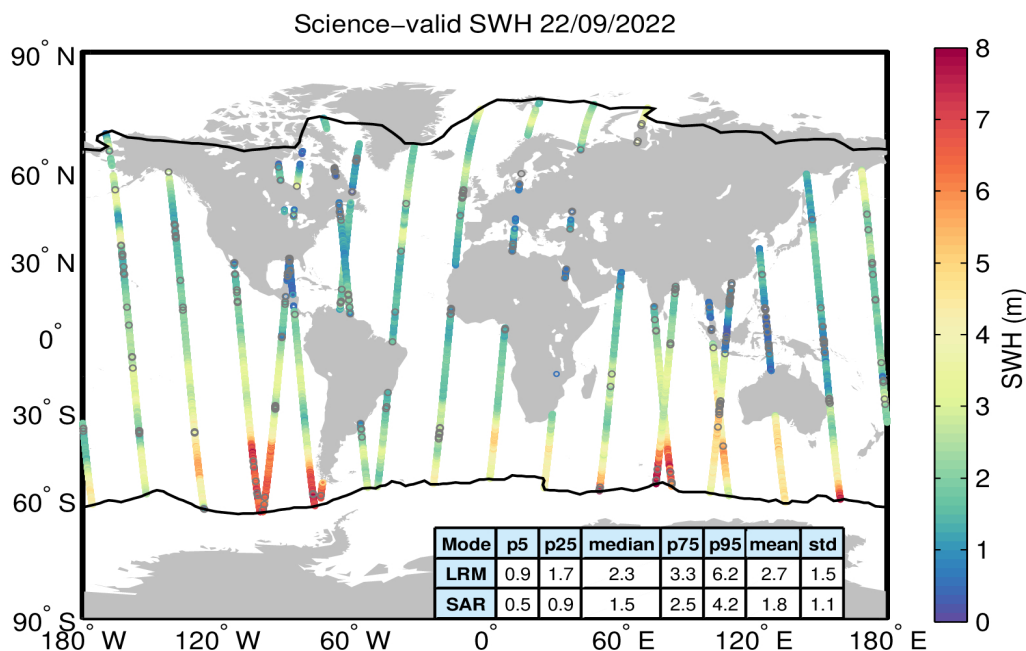 Science−valid SWH 22/09/2022
90° N
60° N
30° N
0°
30° S
60° S
90° S
180° W
120° W
60° W
0°
60° E
120° E
180° E
8
7
6
5
4
3
2
1
0
SWH (m)
Mode p5 p25 median p75 p95 mean std
LRM 0.9 1.7 2.3 3.3 6.2 2.7 1.5
SAR 0.5 0.9 1.5 2.5 4.2 1.8 1.1